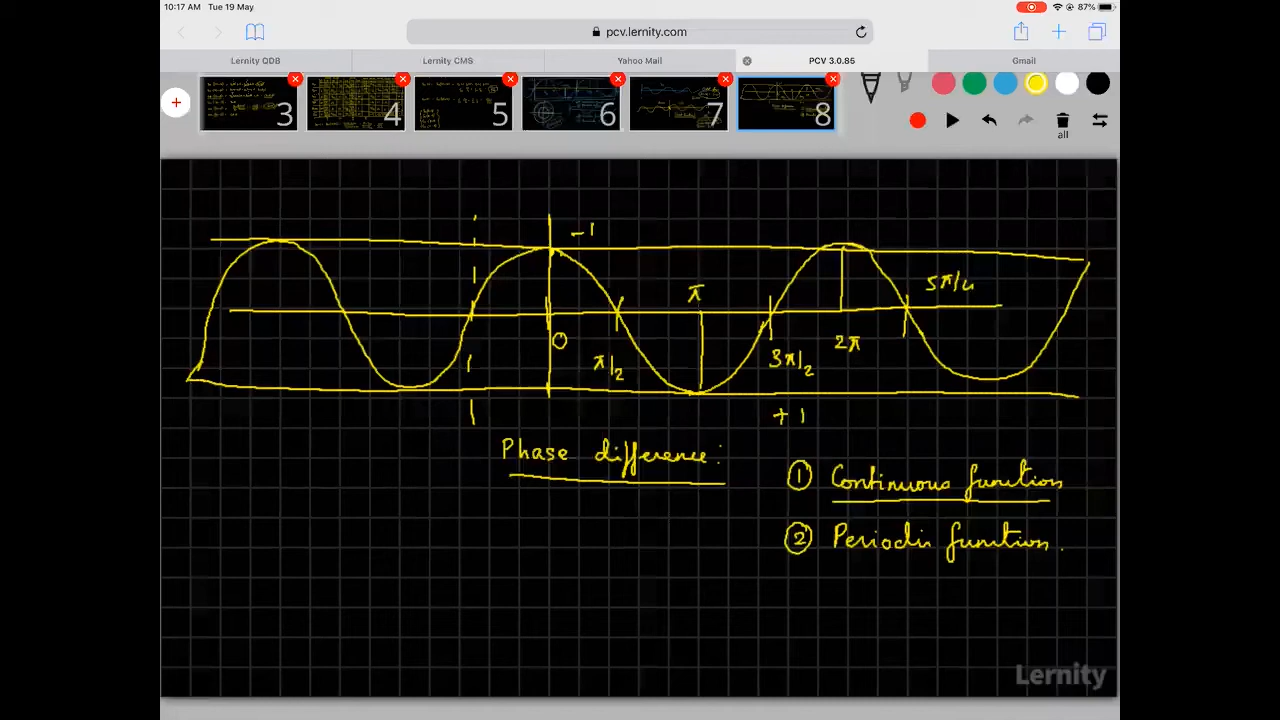 10:17 AM Tue 19 May
87%
pcv.lernity.com
Lernity QDB
Lernity CMS
Yahoo Mail
PCV 3.0.85
Gmail
3
4
5
6
7
8
all
-1
π
5π/4
0
π/2
3π/2
2π
+1
Phase difference:
① Continuous function
② Periodic function.
Lernity